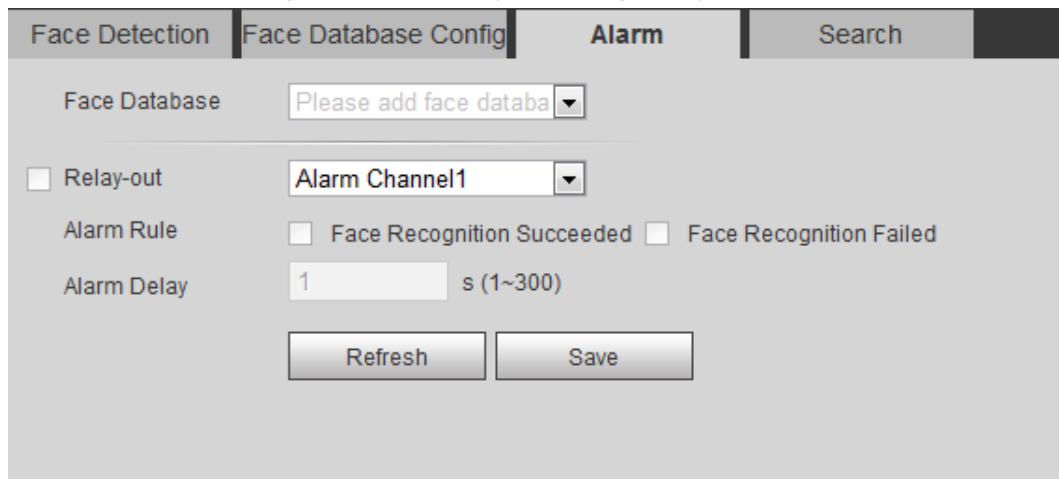 Face Detection Face Database Config Alarm Search
Face Database Please add face databa
Relay-out Alarm Channel1
Alarm Rule Face Recognition Succeeded Face Recognition Failed
Alarm Delay 1 s (1~300)
Refresh Save